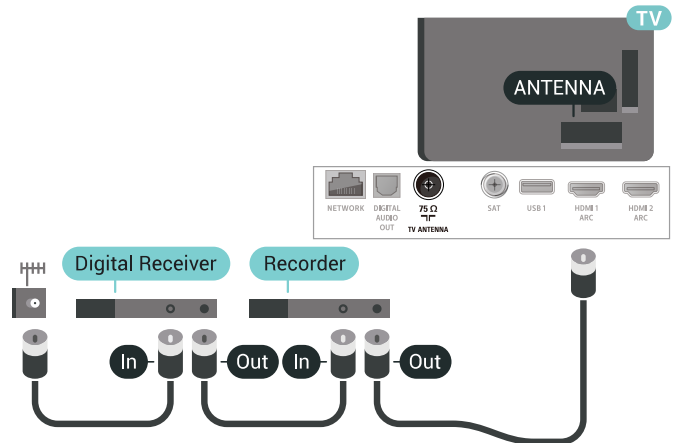 TV
ANTENNA
NETWORK
DIGITAL
AUDIO
OUT
75 Ω
TV ANTENNA
SAT
USB 1
HDMI 1
ARC
HDMI 2
ARC
Digital Receiver
Recorder
In
Out
In
Out